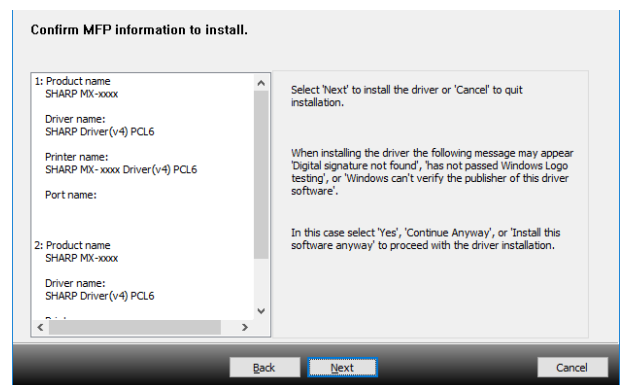 Confirm MFP information to install.
1: Product name
SHARP MX-xxxx
Driver name:
SHARP Driver(v4) PCL6
Printer name:
SHARP MX- xxxx Driver(v4) PCL6
Port name:
2: Product name
SHARP MX-xxxx
Driver name:
SHARP Driver(v4) PCL6
Select 'Next' to install the driver or 'Cancel' to quit
installation.
When installing the driver the following message may appear
'Digital signature not found', 'has not passed Windows Logo
testing', or 'Windows can't verify the publisher of this driver
software'.
In this case select 'Yes', 'Continue Anyway', or 'Install this
software anyway' to proceed with the driver installation.
Back
Next
Cancel